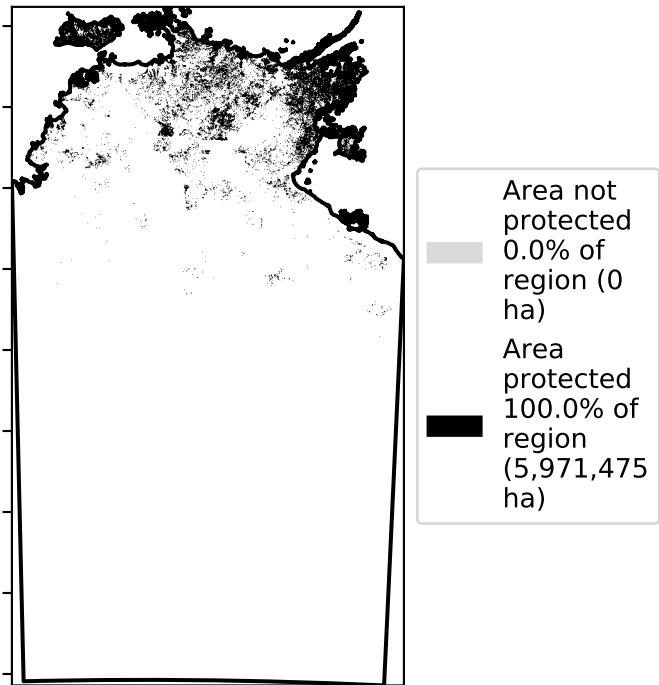 Area not
protected
0.0% of
region (0
ha)
Area
protected
100.0% of
region
(5,971,475
ha)